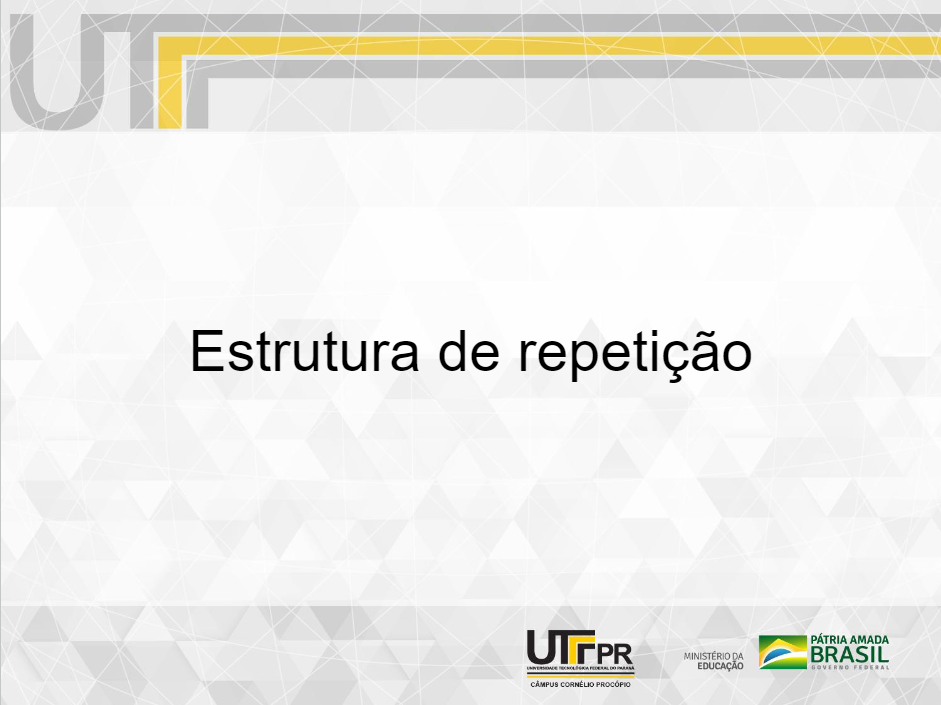 UTF
Estrutura de repetição
UTFPR
UNIVERSIDADE TECNOLÓGICA FEDERAL DO PARANÁ
CÂMPUS CORNÉLIO PROCÓPIO
MINISTÉRIO DA
EDUCAÇÃO
PÁTRIA AMADA
BRASIL
GOVERNO FEDERAL